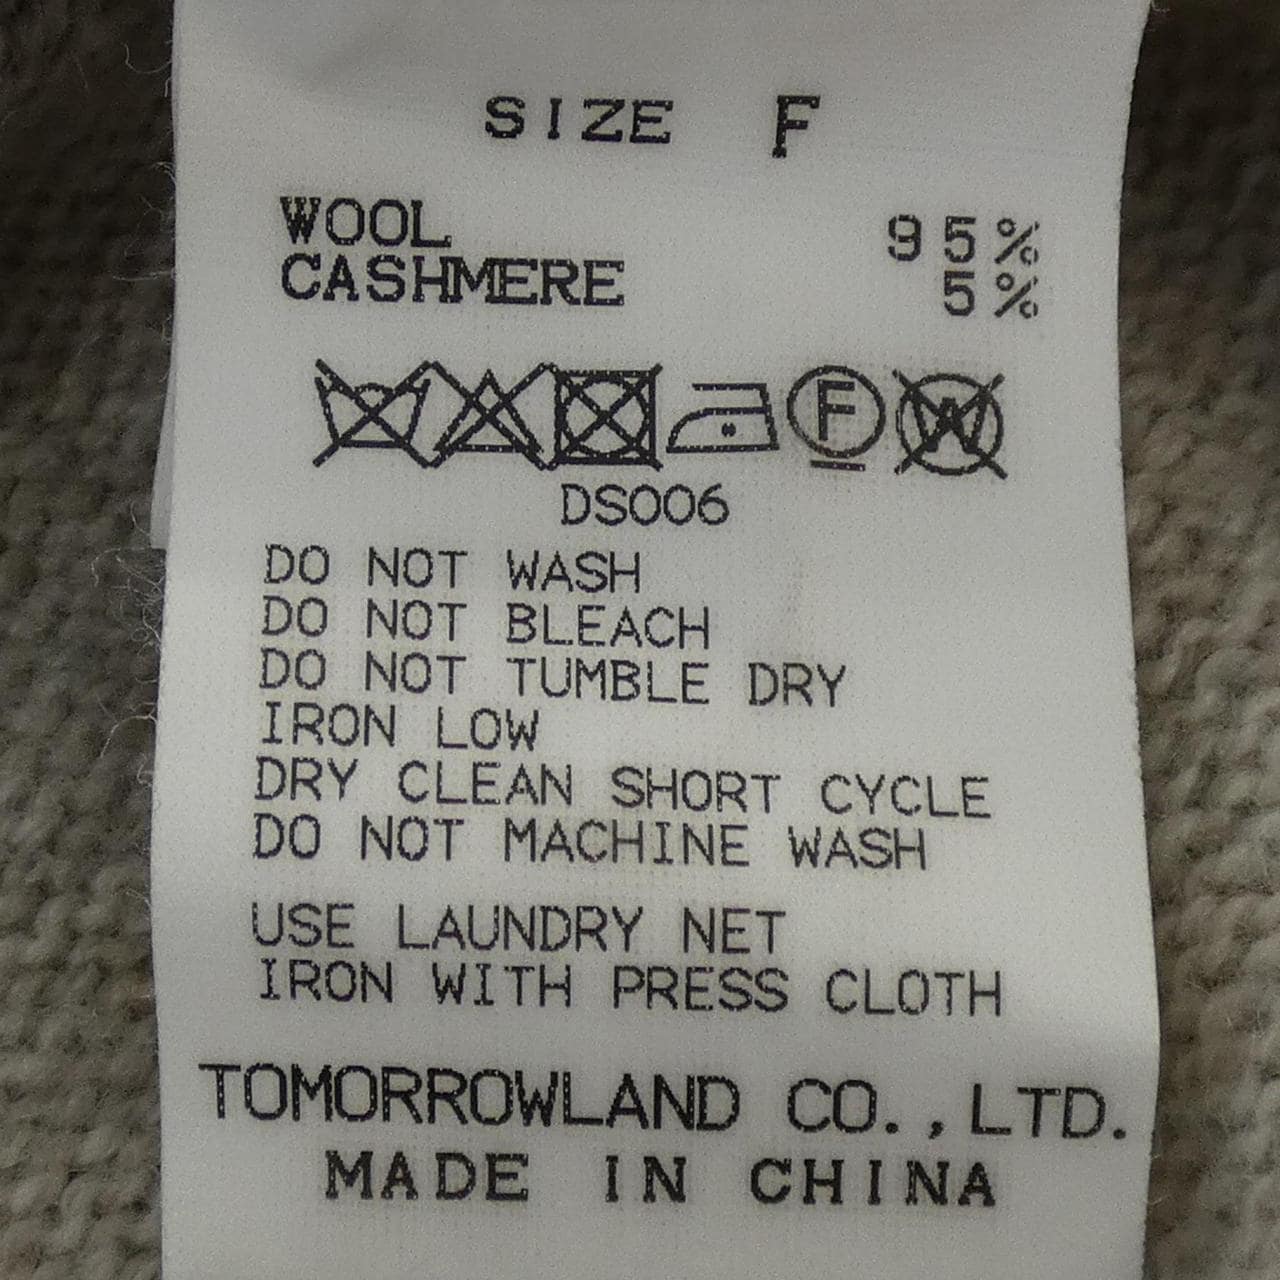 SIZE F
WOOL 95%
CASHMERE 5%
F W
DS006
DO NOT WASH
DO NOT BLEACH
DO NOT TUMBLE DRY
IRON LOW
DRY CLEAN SHORT CYCLE
DO NOT MACHINE WASH
USE LAUNDRY NET
IRON WITH PRESS CLOTH
TOMORROWLAND CO.,LTD.
MADE IN CHINA